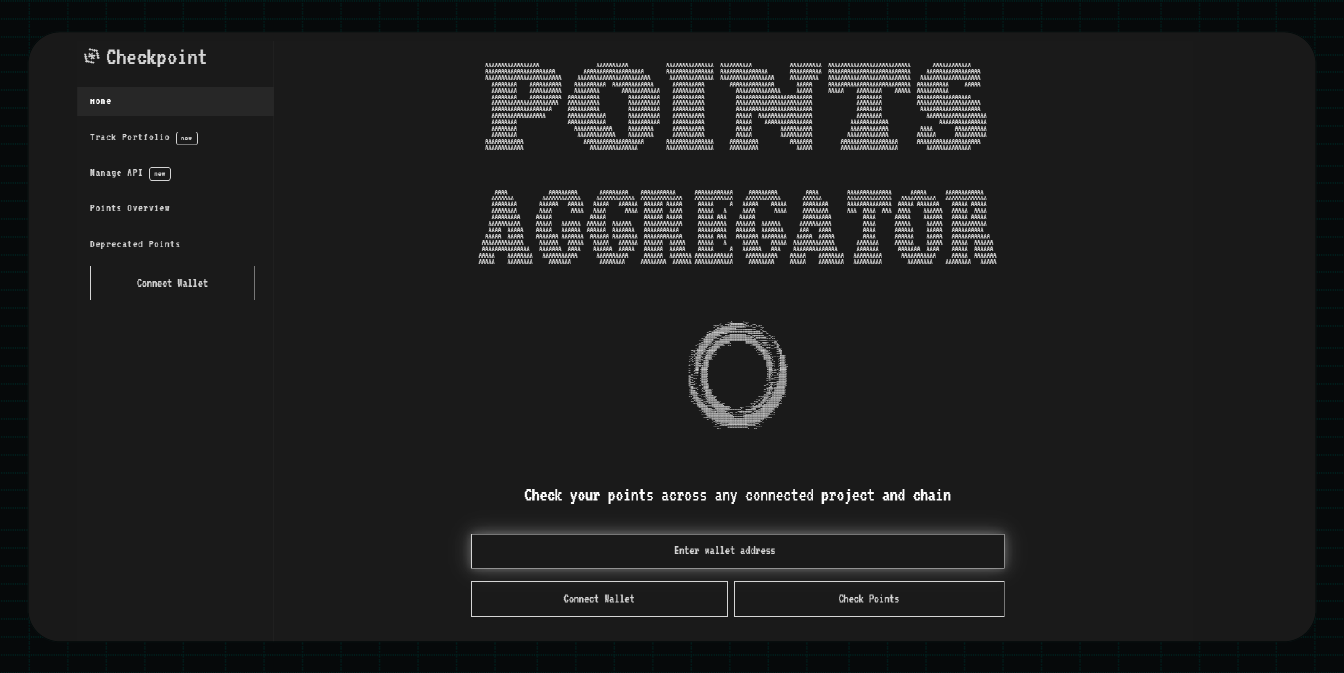 Checkpoint
Home
Track Portfolio new
Manage API new
Points Overview
Deprecated Points
Connect Wallet
POINTS
AGGREGATOR
Check your points across any connected project and chain
Enter wallet address
Connect Wallet
Check Points